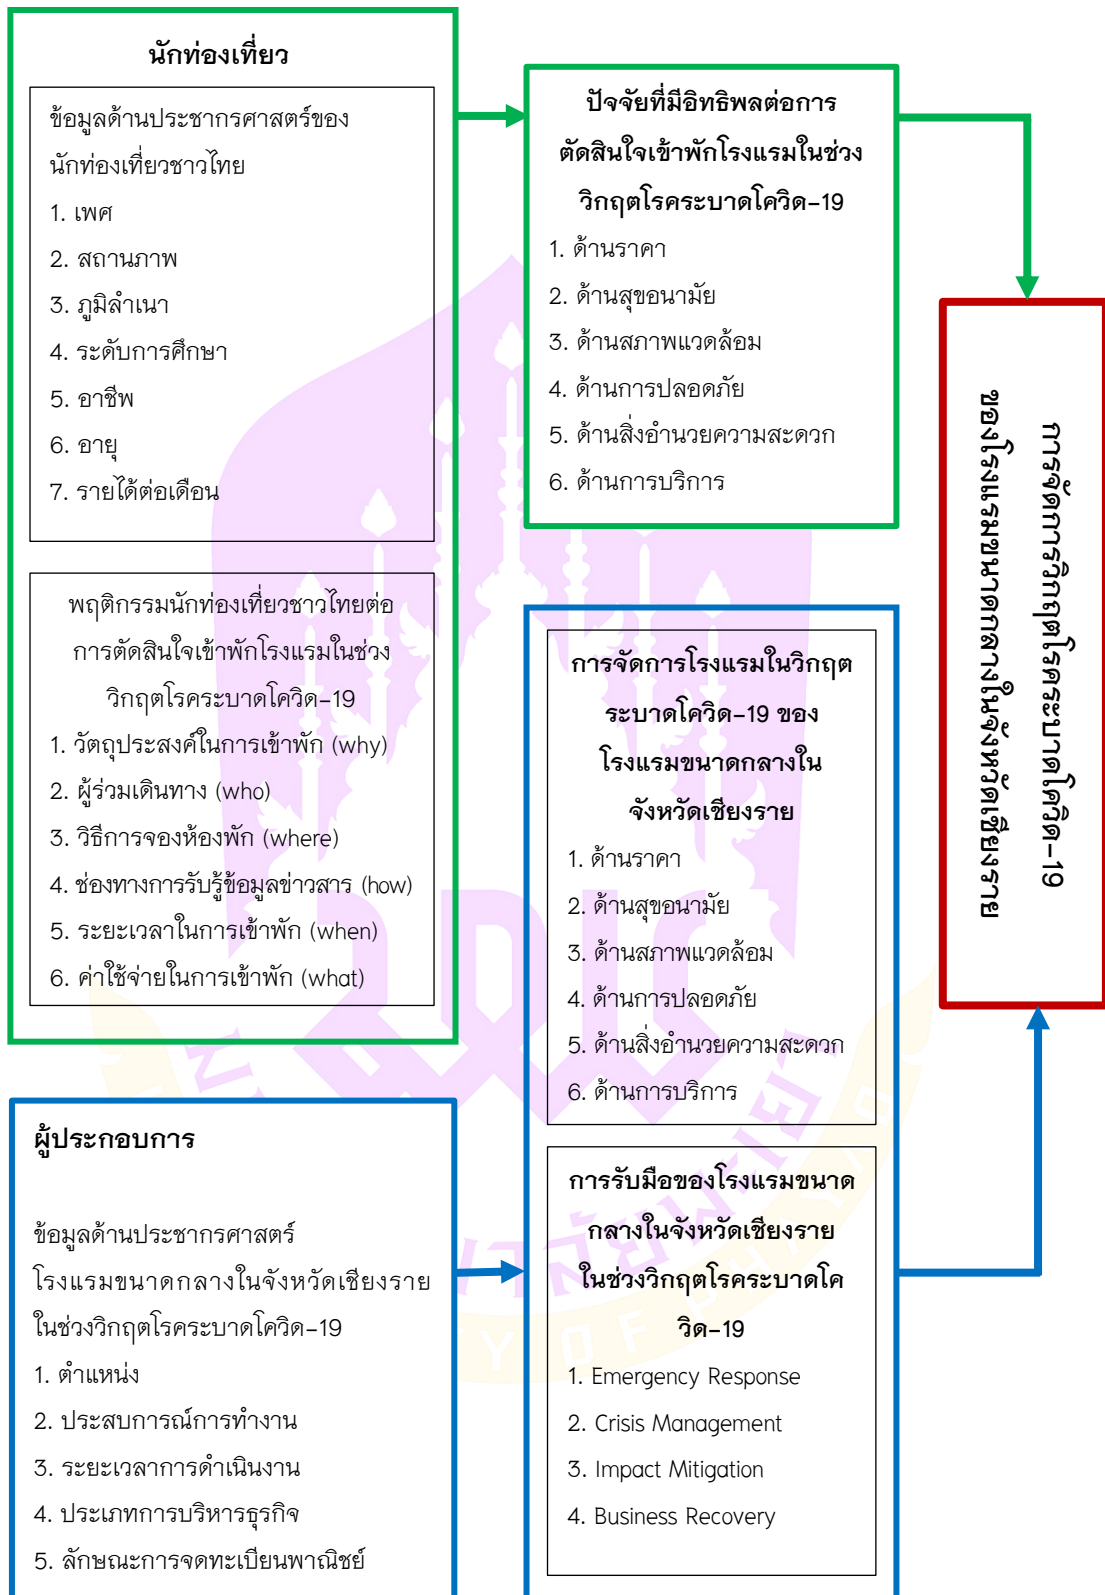 นักท่องเที่ยว
ข้อมูลด้านประชากรศาสตร์ของ
นักท่องเที่ยวชาวไทย
1. เพศ
2. สถานภาพ
3. ภูมิลำเนา
4. ระดับการศึกษา
5. อาชีพ
6. อายุ
7. รายได้ต่อเดือน
พฤติกรรมนักท่องเที่ยวชาวไทยต่อ
การตัดสินใจเข้าพักโรงแรมในช่วง
วิกฤตโรคระบาดโควิด-19
1. วัตถุประสงค์ในการเข้าพัก (why)
2. ผู้ร่วมเดินทาง (who)
3. วิธีการจองห้องพัก (where)
4. ช่องทางการรับรู้ข้อมูลข่าวสาร (how)
5. ระยะเวลาในการเข้าพัก (when)
6. ค่าใช้จ่ายในการเข้าพัก (what)
ปัจจัยที่มีอิทธิพลต่อการ
ตัดสินใจเข้าพักโรงแรมในช่วง
วิกฤตโรคระบาดโควิด-19
1. ด้านราคา
2. ด้านสุขอนามัย
3. ด้านสภาพแวดล้อม
4. ด้านการปลอดภัย
5. ด้านสิ่งอำนวยความสะดวก
6. ด้านการบริการ
ผู้ประกอบการ
ข้อมูลด้านประชากรศาสตร์
โรงแรมขนาดกลางในจังหวัดเชียงราย
ในช่วงวิกฤตโรคระบาดโควิด-19
1. ตำแหน่ง
2. ประสบการณ์การทำงาน
3. ระยะเวลาการดำเนินงาน
4. ประเภทการบริหารธุรกิจ
5. ลักษณะการจดทะเบียนพาณิชย์
การจัดการโรงแรมในวิกฤต
ระบาดโควิด-19 ของ
โรงแรมขนาดกลางใน
จังหวัดเชียงราย
1. ด้านราคา
2. ด้านสุขอนามัย
3. ด้านสภาพแวดล้อม
4. ด้านการปลอดภัย
5. ด้านสิ่งอำนวยความสะดวก
6. ด้านการบริการ
การรับมือของโรงแรมขนาด
กลางในจังหวัดเชียงราย
ในช่วงวิกฤตโรคระบาดโค
วิด-19
1. Emergency Response
2. Crisis Management
3. Impact Mitigation
4. Business Recovery
การจัดการวิกฤตโรคระบาดโควิด-19
ของโรงแรมขนาดกลางในจังหวัดเชียงราย